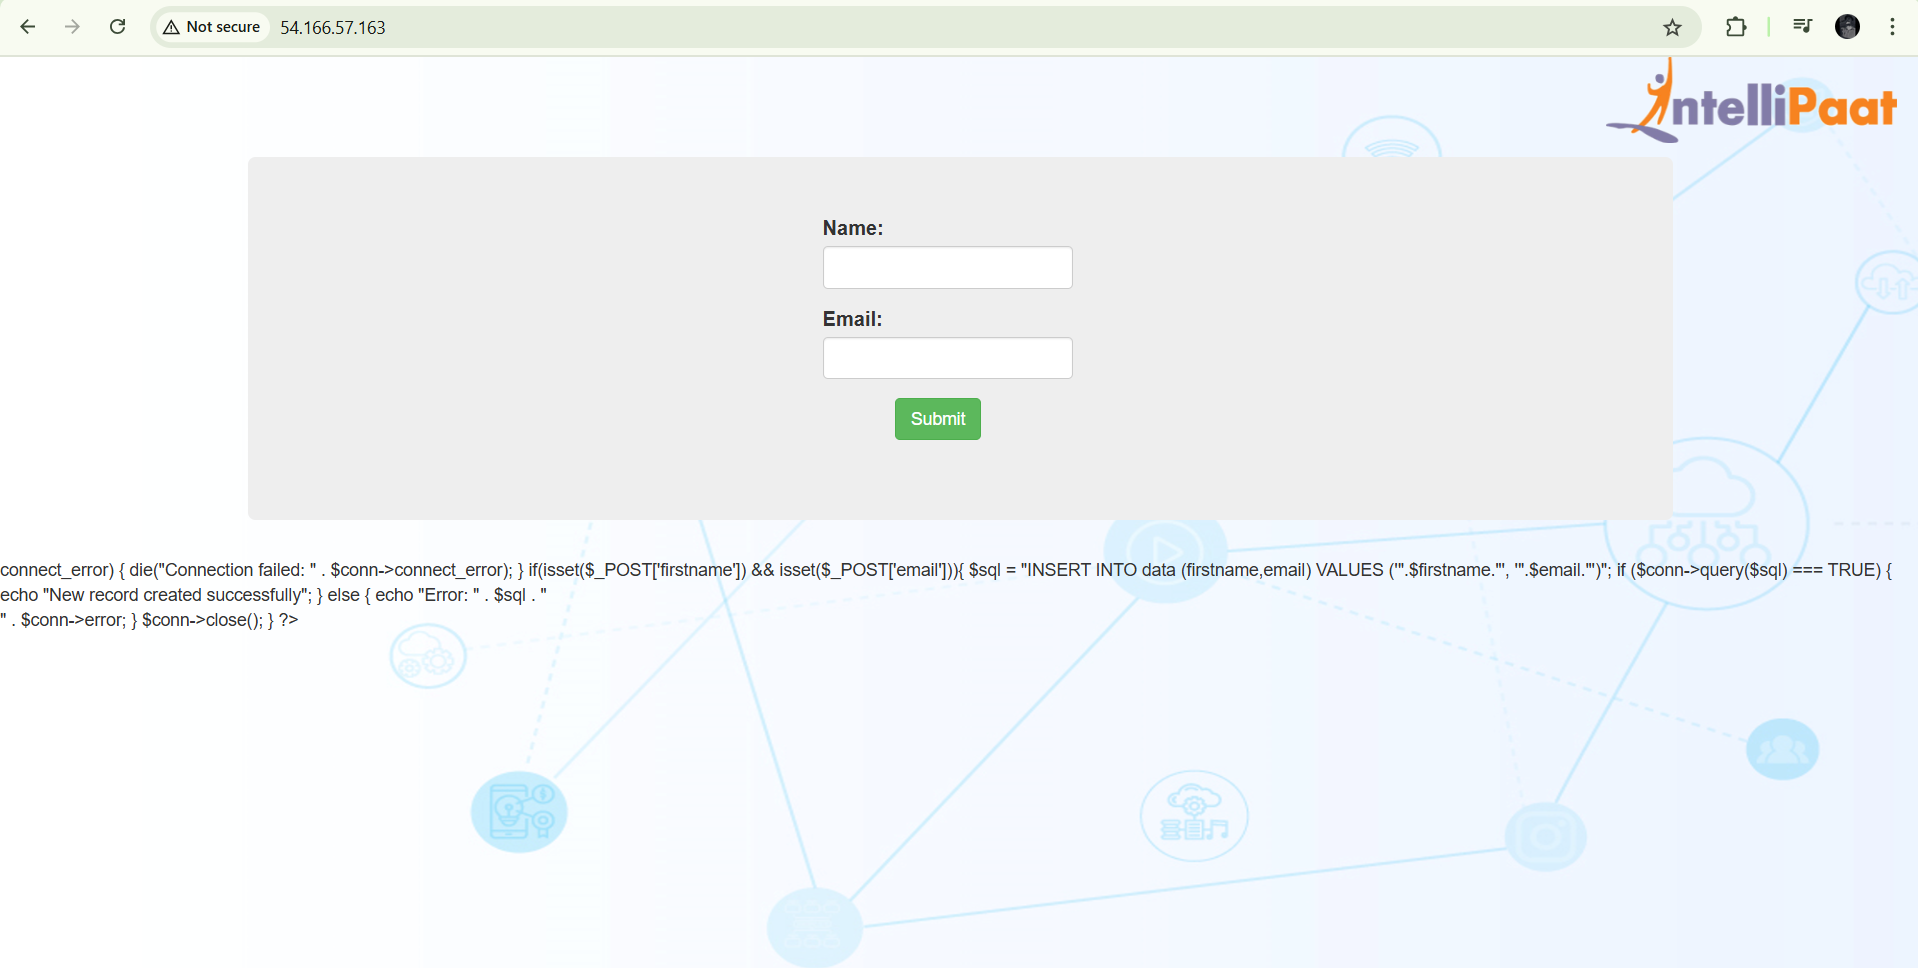 Not secure
54.166.57.163
IntelliPaat
Name:
Email:
Submit
connect_error) { die("Connection failed: " . $conn->connect_error); } if(isset($_POST['firstname']) && isset($_POST['email'])){ $sql = "INSERT INTO data (firstname,email) VALUES ('".$firstname."', '".$email."')"; if ($conn->query($sql) === TRUE) {
echo "New record created successfully"; } else { echo "Error: " . $sql . "
" . $conn->error; } $conn->close(); } ?>